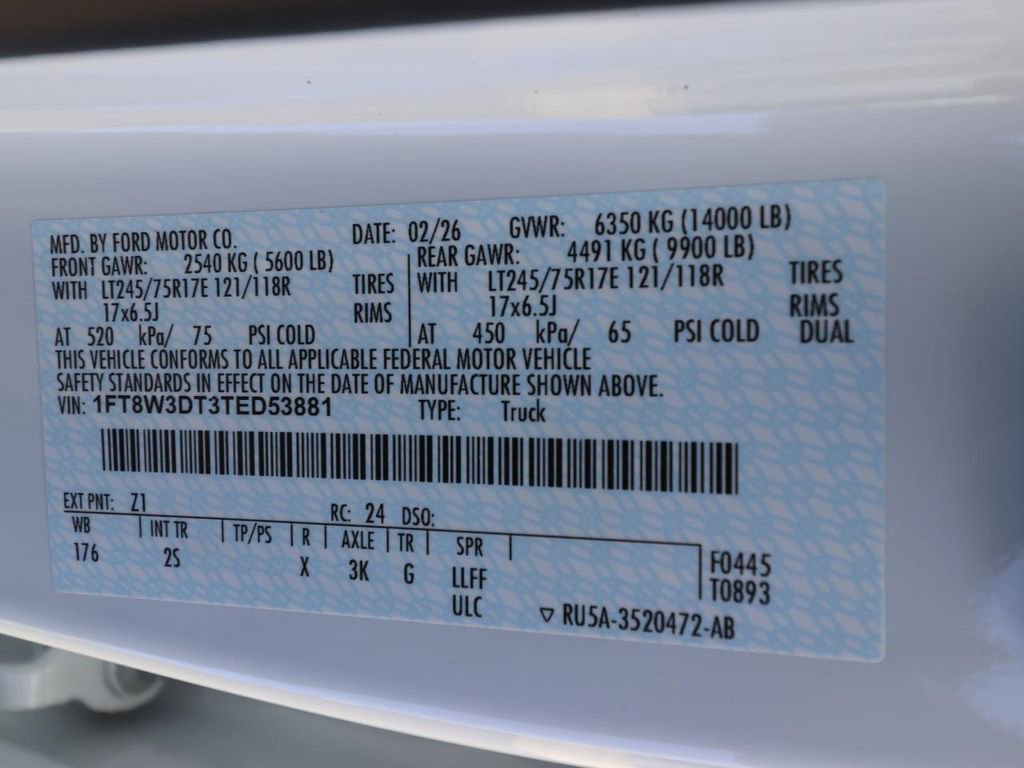 MFD. BY FORD MOTOR CO. DATE: 02/26 GVWR: 6350 KG (14000 LB)
FRONT GAWR: 2540 KG ( 5600 LB) REAR GAWR: 4491 KG ( 9900 LB)
WITH LT245/75R17E 121/118R TIRES WITH LT245/75R17E 121/118R TIRES
17x6.5J RIMS 17x6.5J RIMS
AT 520 kPa/ 75 PSI COLD AT 450 kPa/ 65 PSI COLD DUAL
THIS VEHICLE CONFORMS TO ALL APPLICABLE FEDERAL MOTOR VEHICLE
SAFETY STANDARDS IN EFFECT ON THE DATE OF MANUFACTURE SHOWN ABOVE.
VIN: 1FT8W3DT3TED53881 TYPE: Truck
EXT PNT: Z1 RC: 24 DSO:
WB INT TR TP/PS R AXLE TR SPR
176 2S X 3K G LLFF F0445
ULC T0893
RU5A-3520472-AB